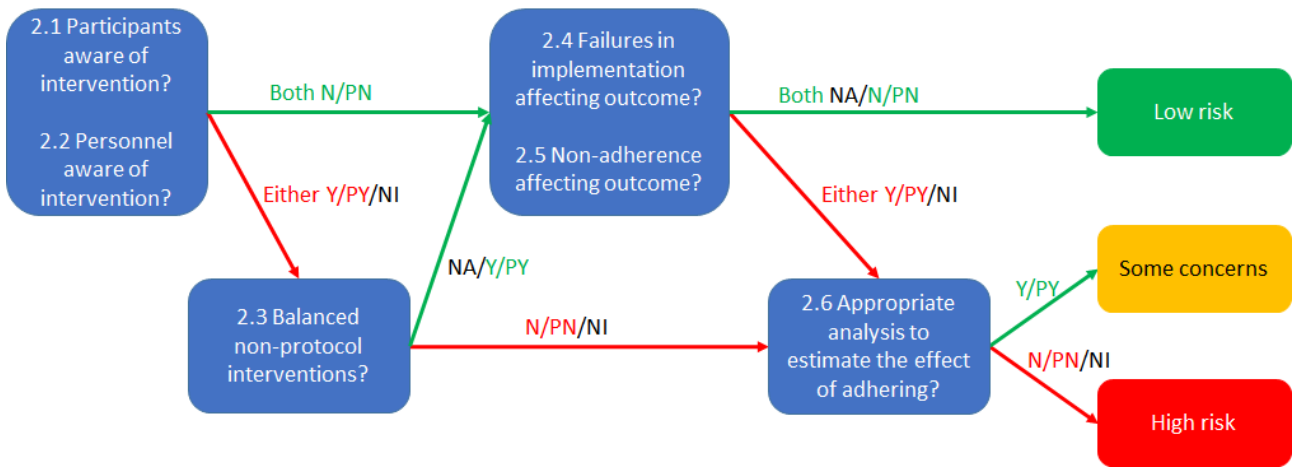 2.1 Participants
aware of
intervention?
2.2 Personnel
aware of
intervention?
Both N/PN
Either Y/PY/NI
2.3 Balanced
non-protocol
interventions?
NA/Y/PY
N/PN/NI
2.4 Failures in
implementation
affecting outcome?
2.5 Non-adherence
affecting outcome?
Both NA/N/PN
Either Y/PY/NI
2.6 Appropriate
analysis to
estimate the effect
of adhering?
Y/PY
N/PN/NI
Low risk
Some concerns
High risk